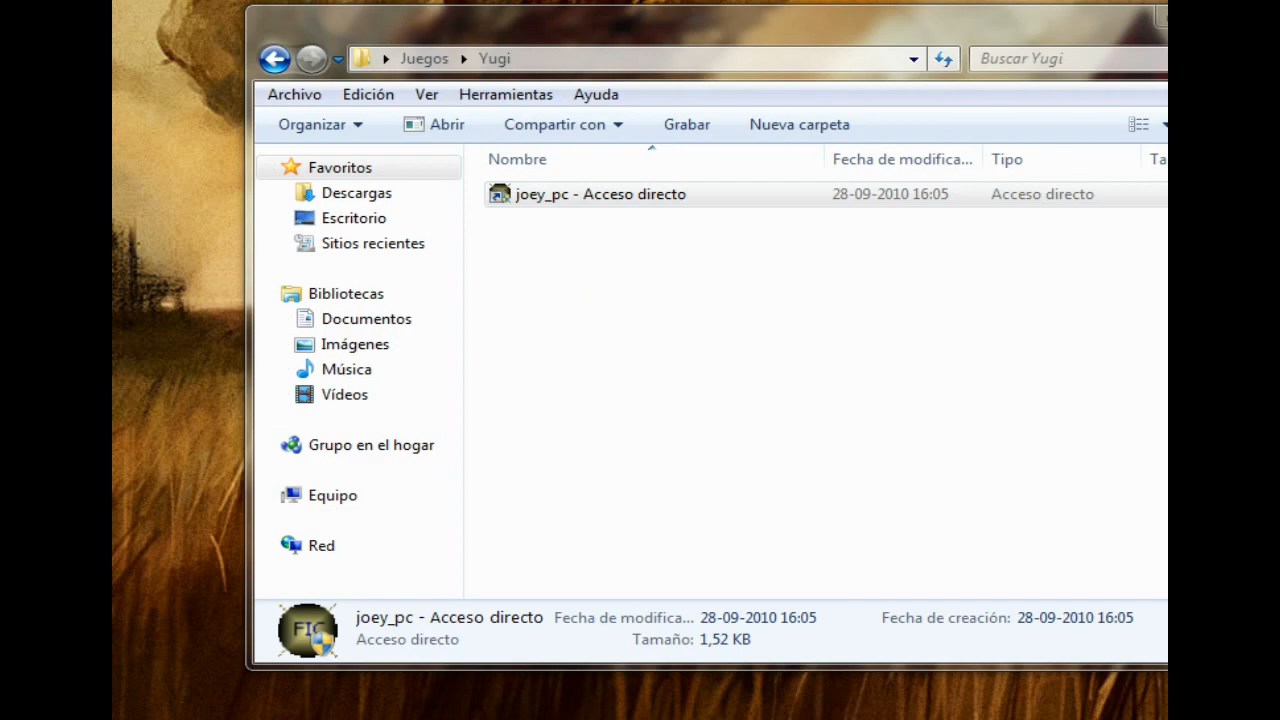 Juegos Yugi
Buscar Yugi
Archivo Edición Ver Herramientas Ayuda
Organizar Abrir Compartir con Grabar Nueva carpeta
Nombre Fecha de modifica... Tipo Ta
joey_pc - Acceso directo 28-09-2010 16:05 Acceso directo
Favoritos
Descargas
Escritorio
Sitios recientes
Bibliotecas
Documentos
Imágenes
Música
Vídeos
Grupo en el hogar
Equipo
Red
FIC
joey_pc - Acceso directo Fecha de modifica... 28-09-2010 16:05 Fecha de creación: 28-09-2010 16:05
Acceso directo Tamaño: 1,52 KB